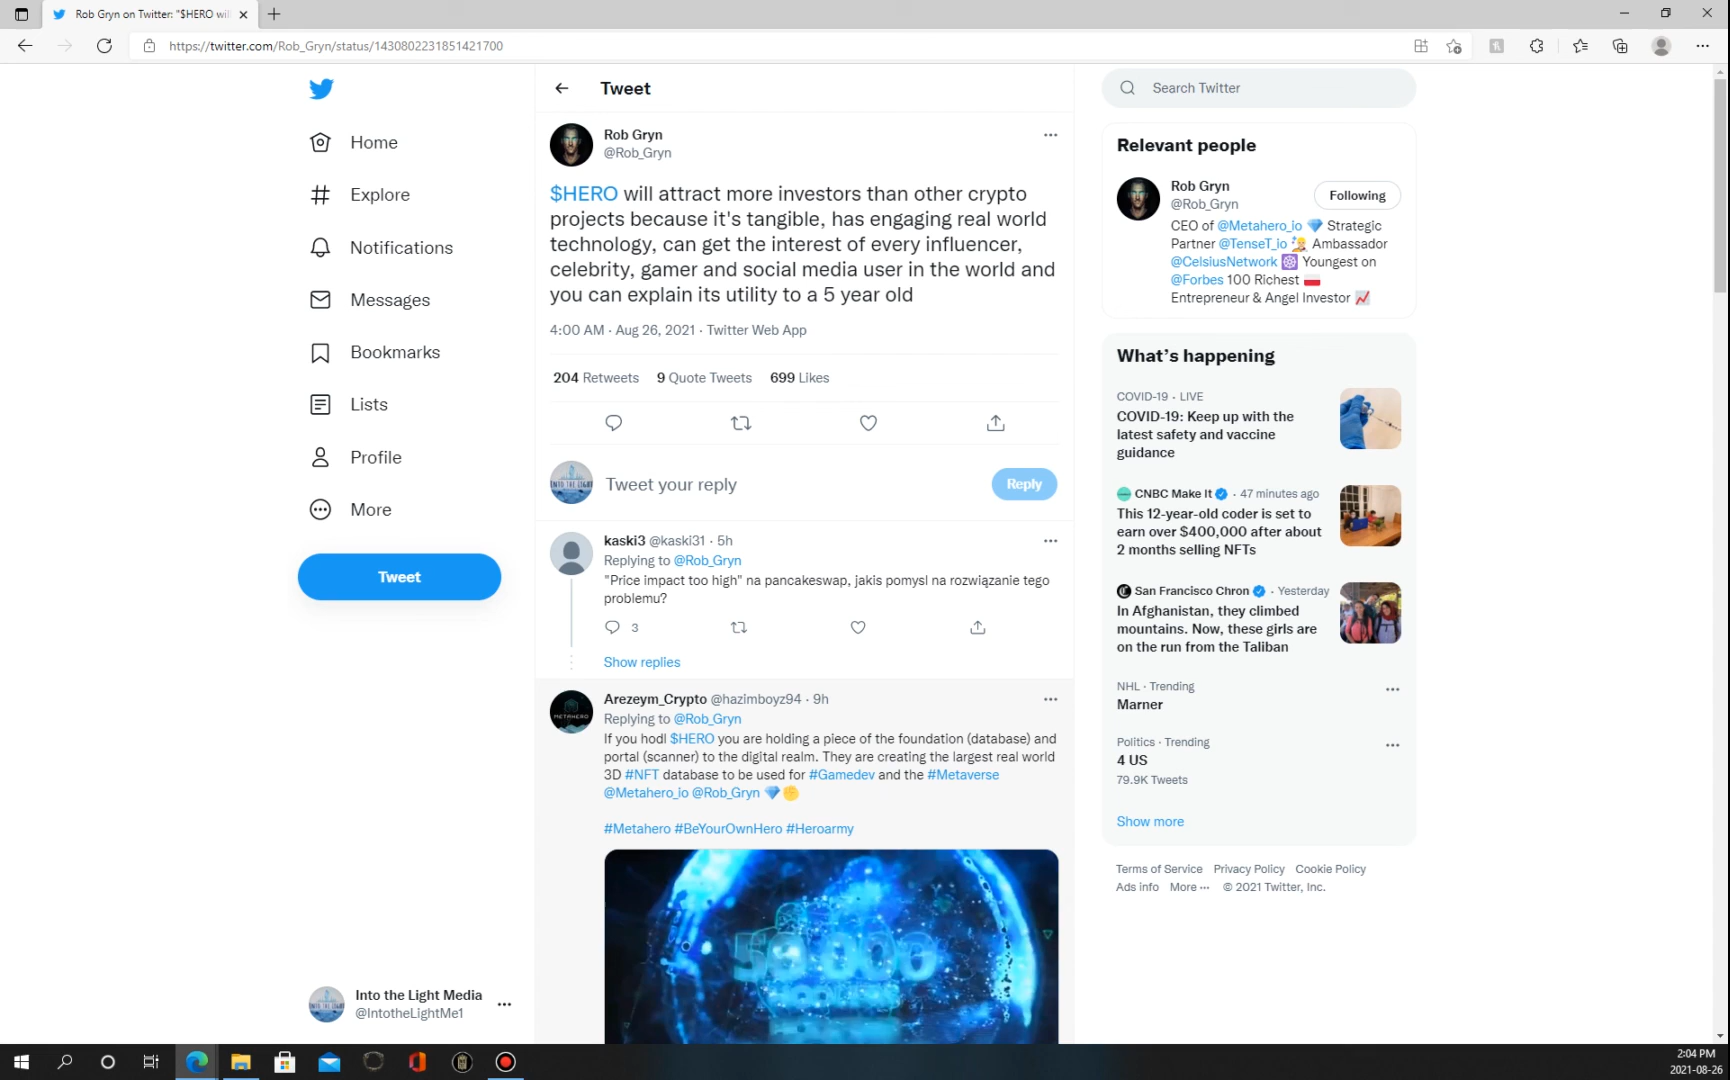 Rob Gryn on Twitter: "$HERO wi
https://twitter.com/Rob_Gryn/status/1430802231851421700
Home
Explore
Notifications
Messages
Bookmarks
Lists
Profile
More
Tweet
Into the Light Media
@IntotheLightMe1
Tweet
Rob Gryn
@Rob_Gryn
$HERO will attract more investors than other crypto
projects because it's tangible, has engaging real world
technology, can get the interest of every influencer,
celebrity, gamer and social media user in the world and
you can explain its utility to a 5 year old
4:00 AM · Aug 26, 2021 · Twitter Web App
204 Retweets 9 Quote Tweets 699 Likes
Tweet your reply
Reply
kaski3 @kaski31 · 5h
Replying to @Rob_Gryn
"Price impact too high" na pancakeswap, jakis pomysl na rozwiązanie tego
problemu?
3
Show replies
Arezeym_Crypto @hazimboyz94 · 9h
Replying to @Rob_Gryn
If you hodl $HERO you are holding a piece of the foundation (database) and
portal (scanner) to the digital realm. They are creating the largest real world
3D #NFT database to be used for #Gamedev and the #Metaverse
@Metahero_io @Rob_Gryn 💎✊
#Metahero #BeYourOwnHero #Heroarmy
50 000
Search Twitter
Relevant people
Rob Gryn
@Rob_Gryn
Following
CEO of @Metahero_io 💎 Strategic
Partner @TenseT_io Ambassador
@CelsiusNetwork Youngest on
@Forbes 100 Richest 🇵🇱
Entrepreneur & Angel Investor 📈
What's happening
COVID-19 · LIVE
COVID-19: Keep up with the
latest safety and vaccine
guidance
CNBC Make It · 47 minutes ago
This 12-year-old coder is set to
earn over $400,000 after about
2 months selling NFTs
San Francisco Chron · Yesterday
In Afghanistan, they climbed
mountains. Now, these girls are
on the run from the Taliban
NHL · Trending
Marner
Politics · Trending
4 US
79.9K Tweets
Show more
Terms of Service Privacy Policy Cookie Policy
Ads info More ··· © 2021 Twitter, Inc.
2:04 PM
2021-08-26